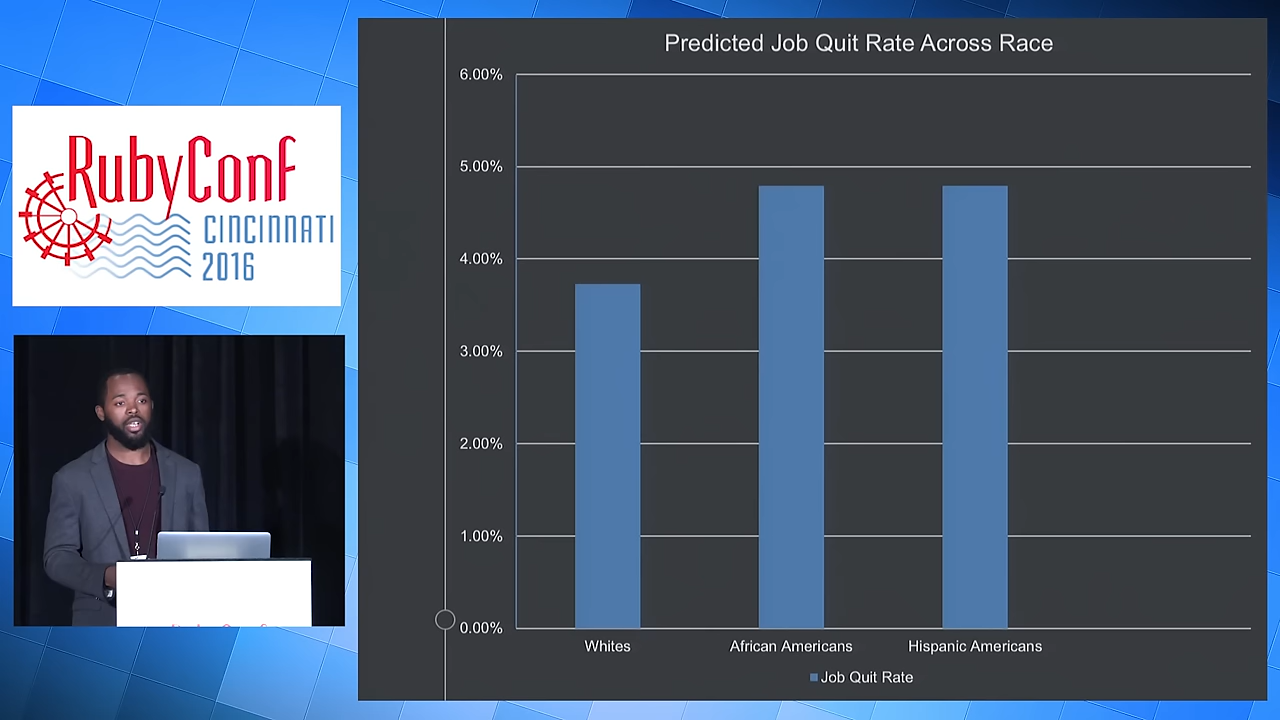 RubyConf
CINCINNATI
2016
Predicted Job Quit Rate Across Race
6.00%
5.00%
4.00%
3.00%
2.00%
1.00%
0.00%
Whites
African Americans
Hispanic Americans
Job Quit Rate